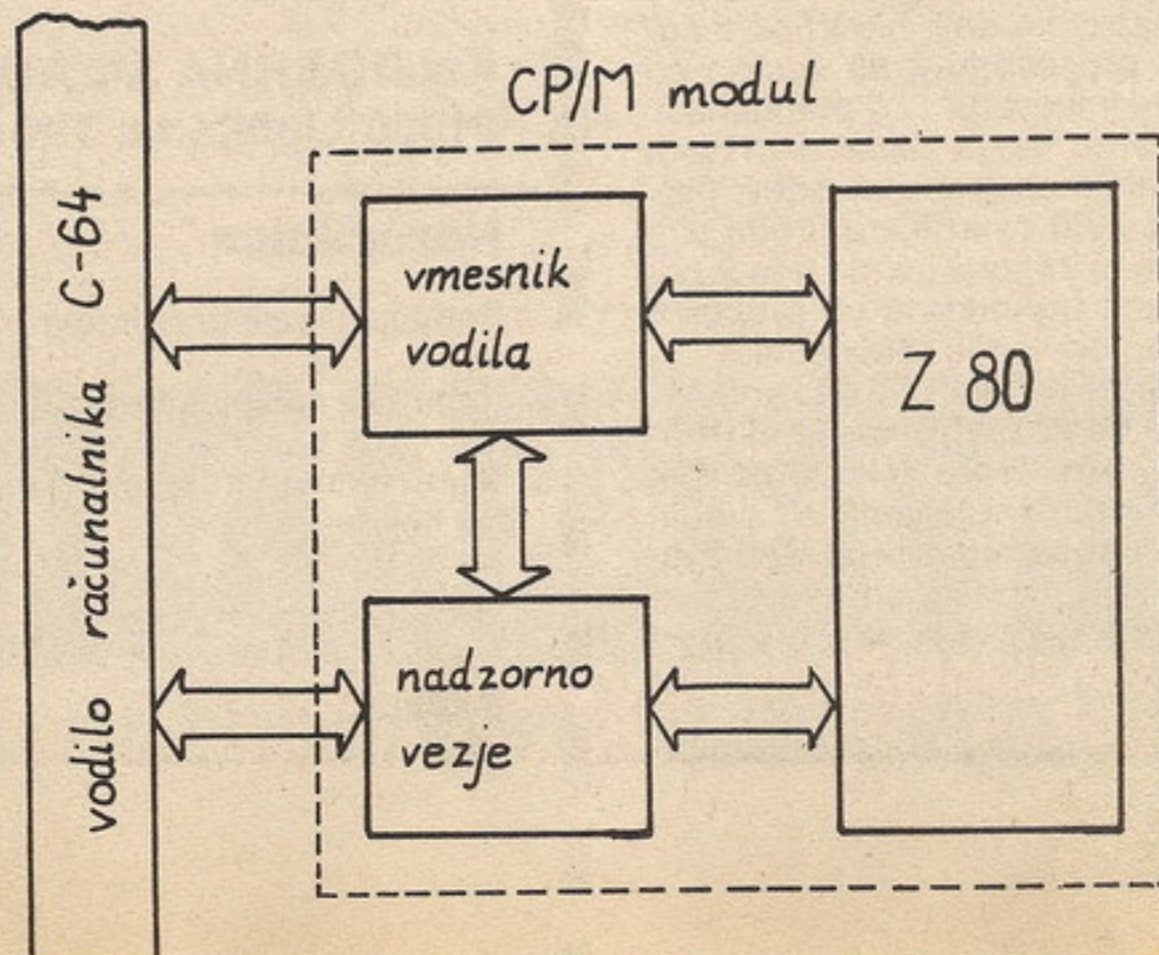 CP/M modul
vodilo računalnika C-64
vmesnik
vodila
Z 80
nadzorno
vezje